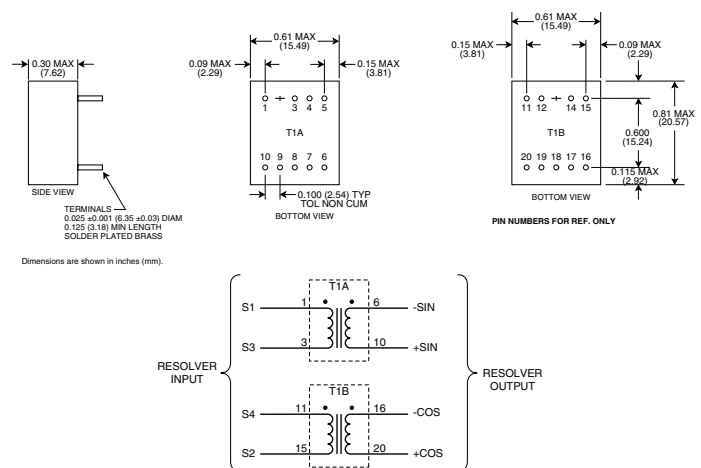 0.30 MAX
(7.62)
SIDE VIEW
TERMINALS
0.025 ±0.001 (6.35 ±0.03) DIAM
0.125 (3.18) MIN LENGTH
SOLDER PLATED BRASS
Dimensions are shown in inches (mm).
0.61 MAX
(15.49)
0.09 MAX
(2.29)
0.15 MAX
(3.81)
1 3 4 5
T1A
10 9 8 7 6
0.100 (2.54) TYP
TOL NON CUM
BOTTOM VIEW
0.61 MAX
(15.49)
0.15 MAX
(3.81)
0.09 MAX
(2.29)
11 12 14 15
T1B
20 19 18 17 16
0.81 MAX
(20.57)
0.600
(15.24)
0.115 MAX
(2.92)
BOTTOM VIEW
PIN NUMBERS FOR REF. ONLY
RESOLVER
INPUT
T1A
S1 1 6 -SIN
S3 3 10 +SIN
T1B
S4 11 16 -COS
S2 15 20 +COS
RESOLVER
OUTPUT